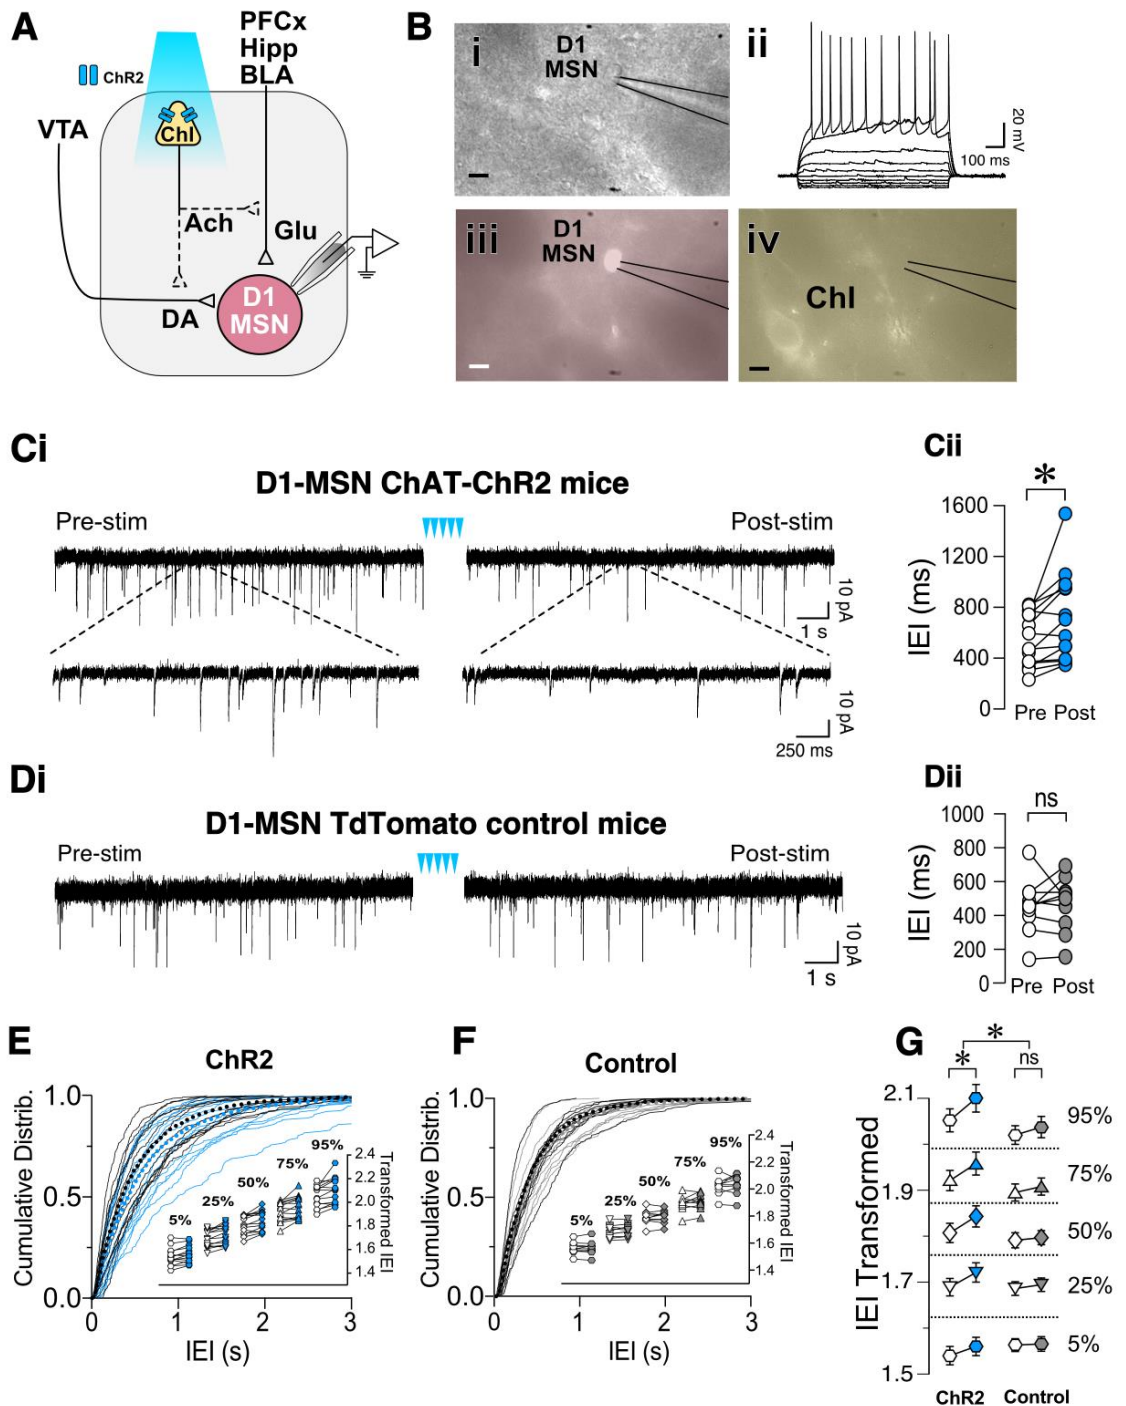 A
PFCx
Hipp
BLA
ChR2
VTA
ChI
Ach
Glu
DA
D1
MSN
B
i
D1
MSN
ii
20 mV
100 ms
iii
D1
MSN
iv
ChI
Ci
D1-MSN ChAT-ChR2 mice
Pre-stim
Post-stim
10 pA
1 s
10 pA
250 ms
Cii
*
1600
1200
800
400
0
IEI (ms)
Pre Post
Di
D1-MSN TdTomato control mice
Pre-stim
Post-stim
10 pA
1 s
Dii
ns
1000
800
600
400
200
0
IEI (ms)
Pre Post
E
ChR2
Cumulative Distrib.
1.0
0.5
0.0
0 1 2 3
IEI (s)
5%
25%
50%
75%
95%
2.4
2.2
2.0
1.8
1.6
1.4
Transformed IEI
F
Control
Cumulative Distrib.
1.0
0.5
0.0
0 1 2 3
IEI (s)
5%
25%
50%
75%
95%
2.4
2.2
2.0
1.8
1.6
1.4
Transformed IEI
G
*
* ns
IEI Transformed
2.1
1.9
1.7
1.5
95%
75%
50%
25%
5%
ChR2 Control